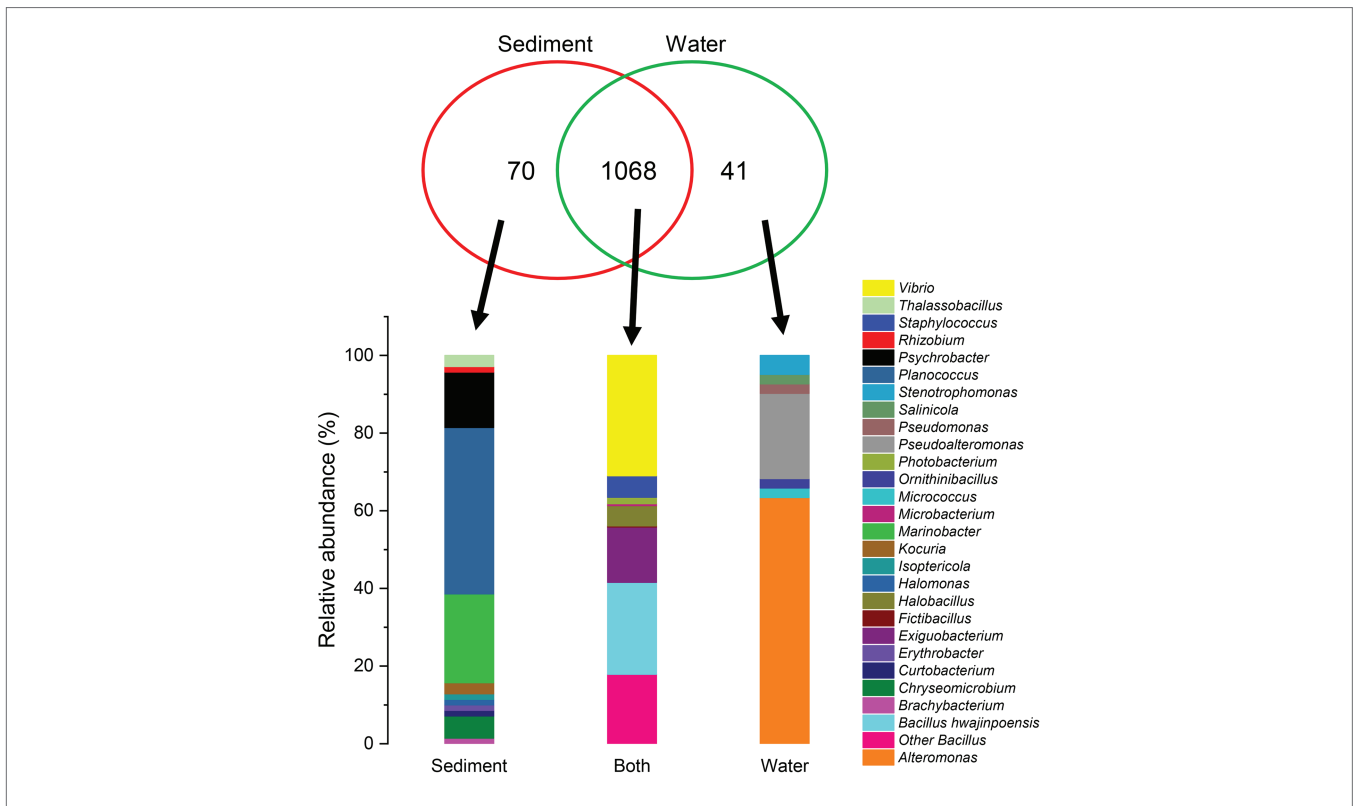 Sediment Water
70 1068 41
Relative abundance (%)
100
80
60
40
20
0
Sediment Both Water
Vibrio
Thalassobacillus
Staphylococcus
Rhizobium
Psychrobacter
Planococcus
Stenotrophomonas
Salinicola
Pseudomonas
Pseudoalteromonas
Photobacterium
Ornithinibacillus
Micrococcus
Microbacterium
Marinobacter
Kocuria
Isoptericola
Halomonas
Halobacillus
Fictibacillus
Exiguobacterium
Erythrobacter
Curtobacterium
Chryseomicrobium
Brachybacterium
Bacillus hwajinpoensis
Other Bacillus
Alteromonas